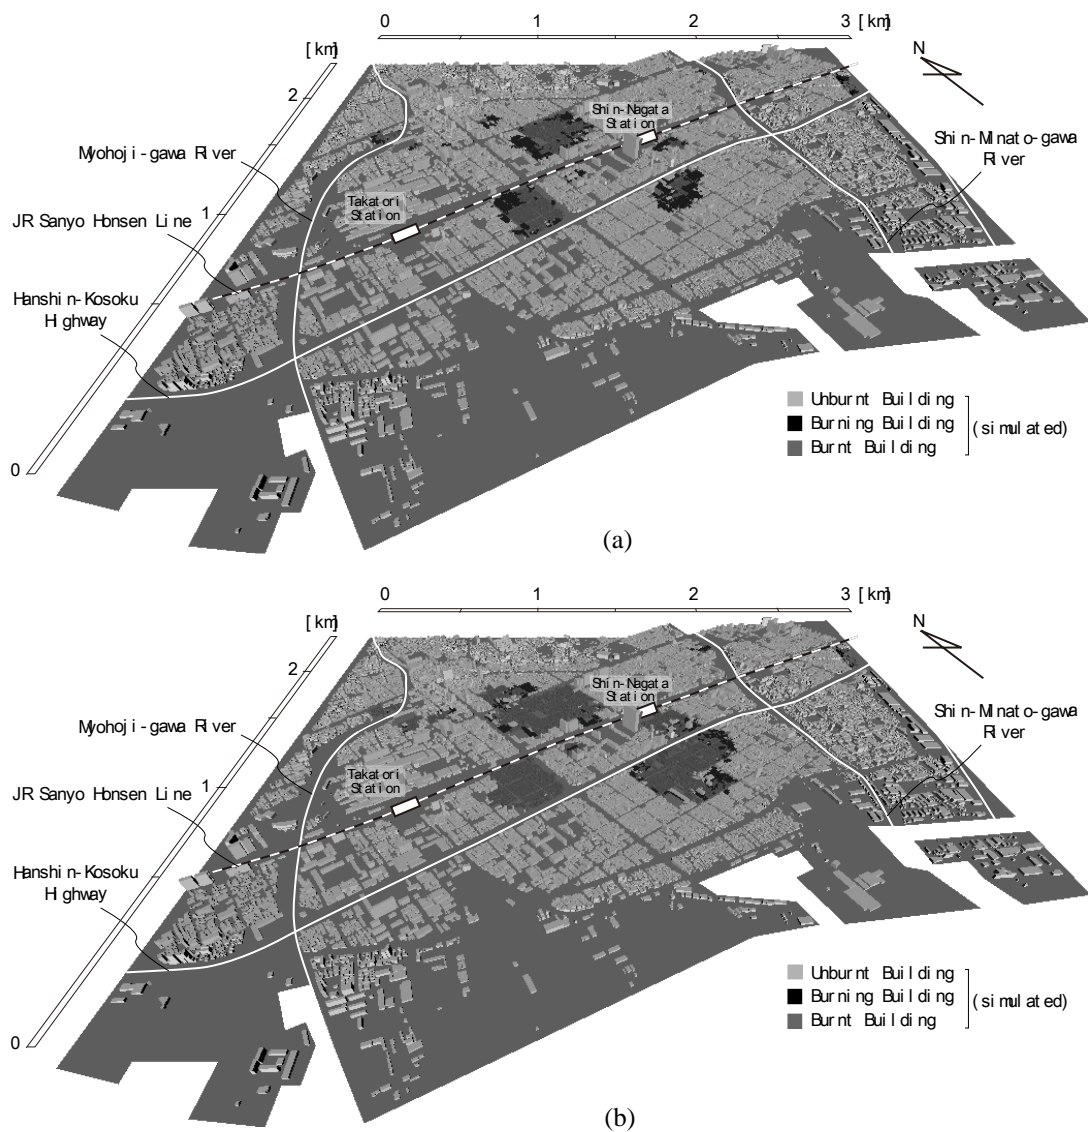 0 1 2 3 [km]
[km]
2
N
Shin-Nagata
Station
Shin-Minato-gawa
River
Myohoji-gawa River
1
Takatori
Station
JR Sanyo Honsen Line
Hanshin-Kosoku
Highway
Unburnt Building
Burning Building
(simulated)
Burnt Building
0
(a)
0 1 2 3 [km]
[km]
2
N
Shin-Nagata
Station
Shin-Minato-gawa
River
Myohoji-gawa River
1
Takatori
Station
JR Sanyo Honsen Line
Hanshin-Kosoku
Highway
Unburnt Building
Burning Building
(simulated)
Burnt Building
0
(b)